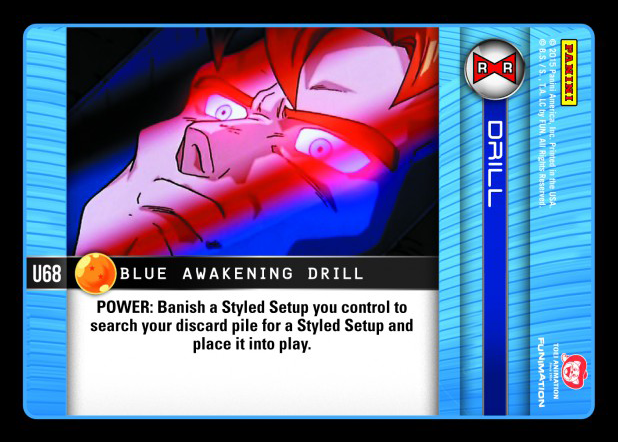 U68
BLUE AWAKENING DRILL
POWER: Banish a Styled Setup you control to
search your discard pile for a Styled Setup and
place it into play.
R R
DRILL
PANINI
© 2015 Panini America, Inc. Printed in the USA.
© B.S./S., T.A. LC by FUN. All Rights Reserved.
TOEI ANIMATION
FUNIMATION